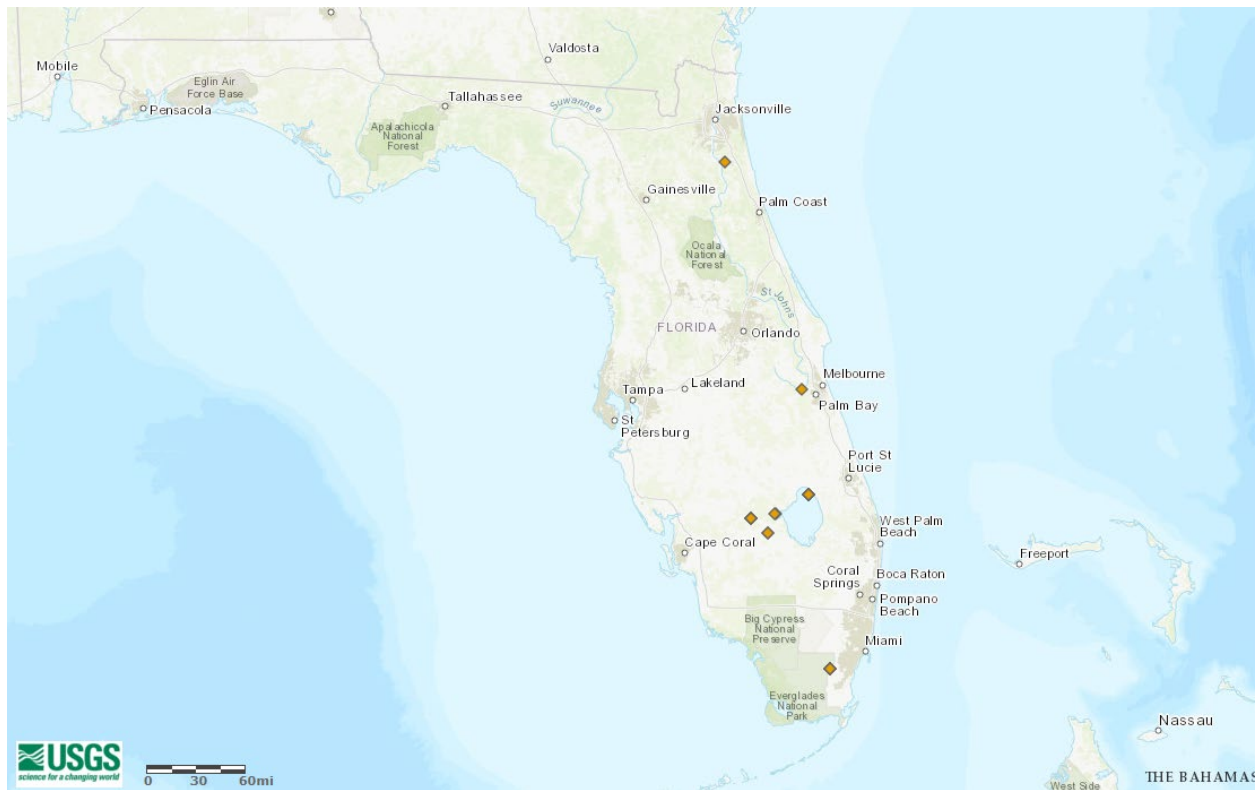 Valdosta
Mobile
Eglin Air
Force Base
Pensacola
Tallahassee
Suwannee
Jacksonville
Apalachicola
National
Forest
Gainesville
Palm Coast
Ocala
National
Forest
St Johns
FLORIDA
Orlando
Melbourne
Tampa
Lakeland
Palm Bay
St
Petersburg
Port St
Lucie
West Palm
Beach
Cape Coral
Freeport
Coral
Springs
Boca Raton
Pompano
Beach
Big Cypress
National
Preserve
Miami
Everglades
National
Park
Nassau
USGS
science for a changing world
0 30 60mi
THE BAHAMAS
West Side